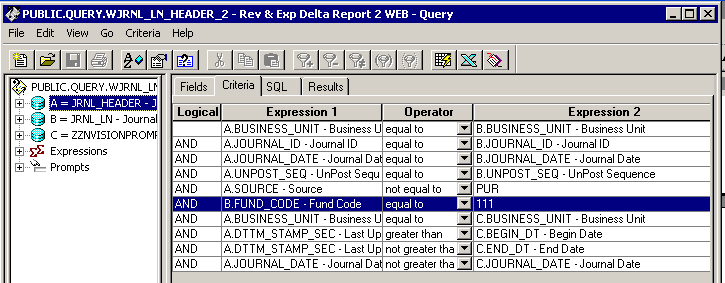 PUBLIC.QUERY.WJRNL_LN_HEADER_2 - Rev & Exp Delta Report 2 WEB - Query
File Edit View Go Criteria Help
PUBLIC.QUERY.WJRNL_LN
A = JRNL_HEADER - J
B = JRNL_LN - Journal
C = ZZNVISIONPROMP
Expressions
Prompts
Fields Criteria SQL Results
Logical Expression 1 Operator Expression 2
A.BUSINESS_UNIT - Business U equal to B.BUSINESS_UNIT - Business Unit
AND A.JOURNAL_ID - Journal ID equal to B.JOURNAL_ID - Journal ID
AND A.JOURNAL_DATE - Journal Dat equal to B.JOURNAL_DATE - Journal Date
AND A.UNPOST_SEQ - UnPost Sequ equal to B.UNPOST_SEQ - UnPost Sequence
AND A.SOURCE - Source not equal to PUR
AND B.FUND_CODE - Fund Code equal to 111
AND A.BUSINESS_UNIT - Business U equal to C.BUSINESS_UNIT - Business Unit
AND A.DTTM_STAMP_SEC - Last Up greater than C.BEGIN_DT - Begin Date
AND A.DTTM_STAMP_SEC - Last Up not greater tha C.END_DT - End Date
AND A.JOURNAL_DATE - Journal Dat not greater tha C.JOURNAL_DATE - Journal Date